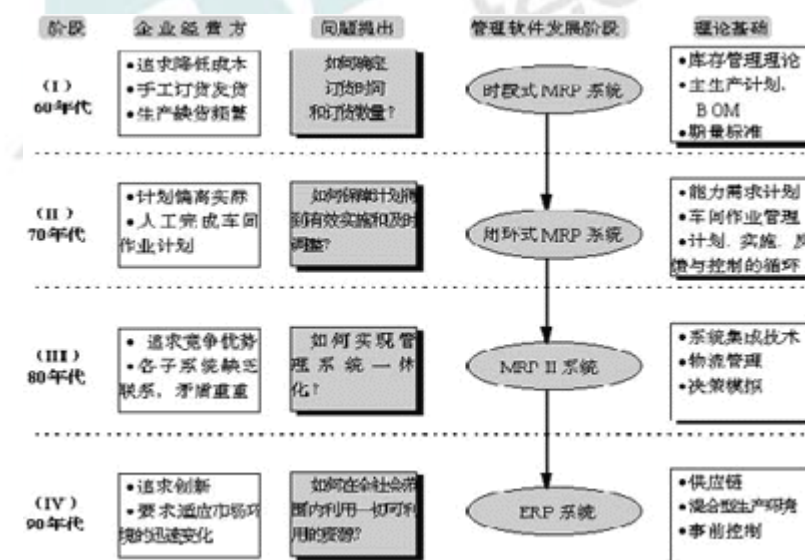 阶段 企业经营方 问题提出 管理软件发展阶段 理论基础
(I)
60年代
•追求降低成本
•手工订货发货
•生产缺货频繁
如何确定
订货时间
和订货数量?
时段式MRP系统
•库存管理理论
•主生产计划.
BOM
•期量标准
(II)
70年代
•计划偏离实际
•人工完成车间
作业计划
如何保障计划得
到有效实施和及时
调整?
闭环式MRP系统
•能力需求计划
•车间作业管理
•计划. 实施. 反
馈与控制的循环
(III)
80年代
• 追求竞争优势
•各子系统缺乏
联系, 矛盾重重
如何实现管
理系统一体
化?
MRP II 系统
•系统集成技术
•物流管理
•决策模拟
(IV)
90年代
•追求创新
•要求适应市场环
境的迅速变化
如何在全社会范
围内利用一切可利
用的资源?
ERP 系统
•供应链
•混合型生产环境
•事前控制